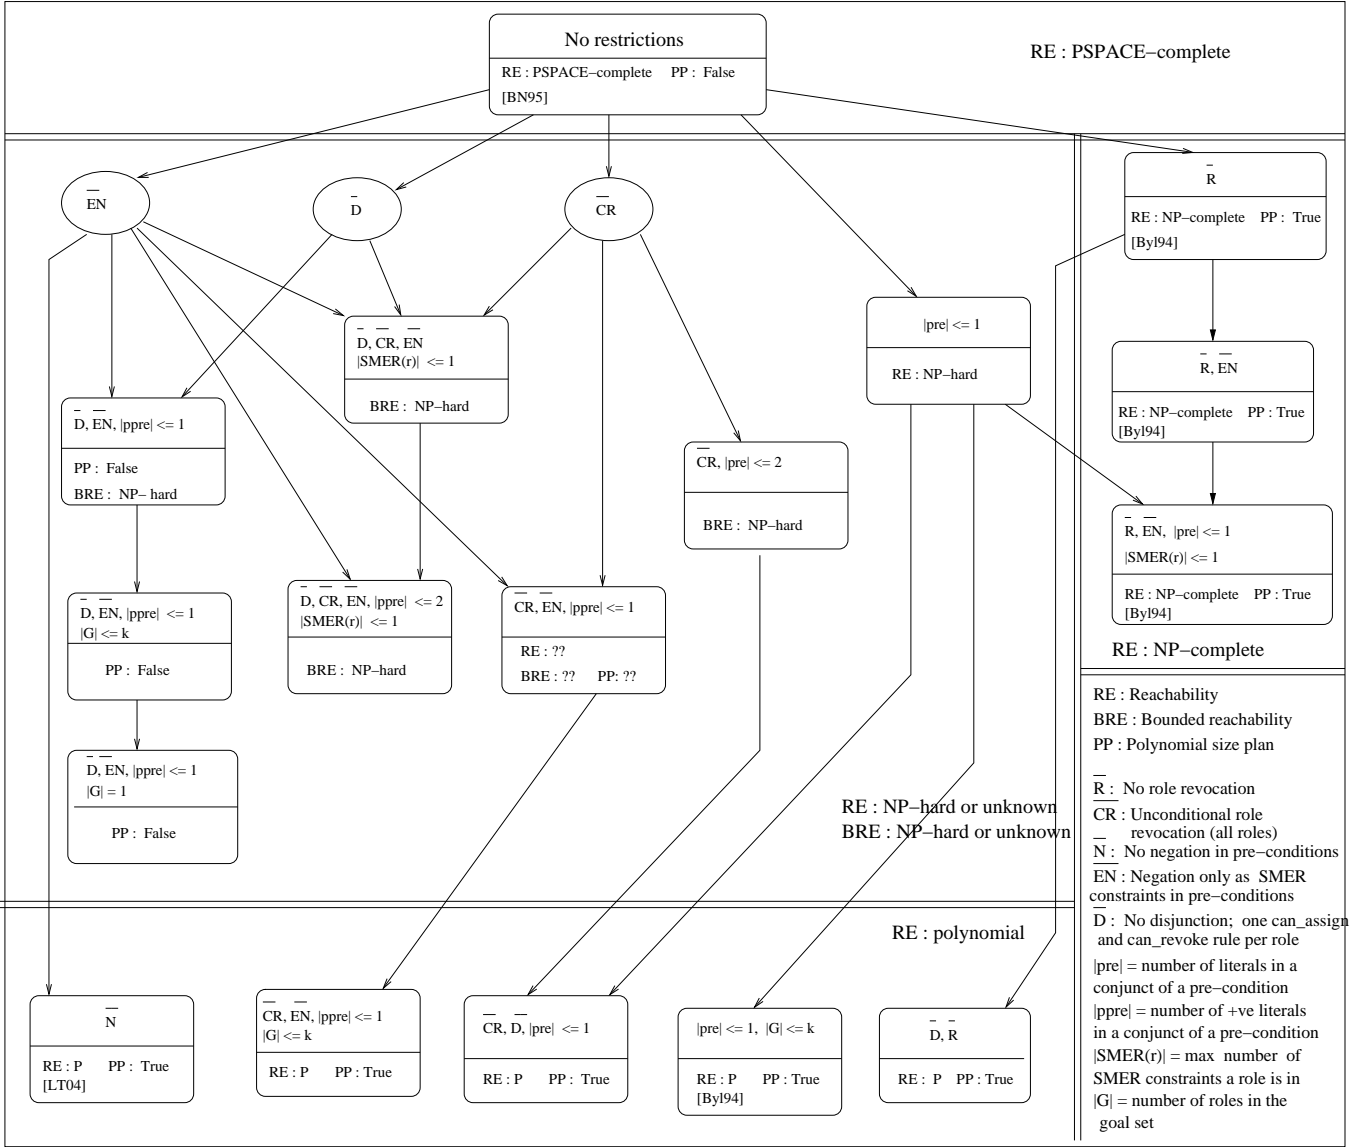 No restrictions
RE : PSPACE−complete PP : False
[BN95]
RE : PSPACE−complete
EN
D
CR
R
RE : NP−complete PP : True
[Byl94]
|pre| <= 1
RE : NP−hard
D, CR, EN
|SMER(r)| <= 1
BRE : NP−hard
R, EN
RE : NP−complete PP : True
[Byl94]
D, EN, |ppre| <= 1
PP : False
BRE : NP− hard
CR, |pre| <= 2
BRE : NP−hard
R, EN, |pre| <= 1
|SMER(r)| <= 1
RE : NP−complete PP : True
[Byl94]
RE : NP−complete
D, EN, |ppre| <= 1
|G| <= k
PP : False
D, CR, EN, |ppre| <= 2
|SMER(r)| <= 1
BRE : NP−hard
CR, EN, |ppre| <= 1
RE : ??
BRE : ?? PP: ??
D, EN, |ppre| <= 1
|G| = 1
PP : False
RE : NP−hard or unknown
BRE : NP−hard or unknown
RE : Reachability
BRE : Bounded reachability
PP : Polynomial size plan
R : No role revocation
CR : Unconditional role
revocation (all roles)
N : No negation in pre−conditions
EN : Negation only as SMER
constraints in pre−conditions
D : No disjunction; one can_assign
and can_revoke rule per role
|pre| = number of literals in a
conjunct of a pre−condition
|ppre| = number of +ve literals
in a conjunct of a pre−condition
|SMER(r)| = max number of
SMER constraints a role is in
|G| = number of roles in the
goal set
RE : polynomial
N
RE : P PP : True
[LT04]
CR, EN, |ppre| <= 1
|G| <= k
RE : P PP : True
CR, D, |pre| <= 1
RE : P PP : True
|pre| <= 1, |G| <= k
RE : P PP : True
[Byl94]
D, R
RE : P PP : True